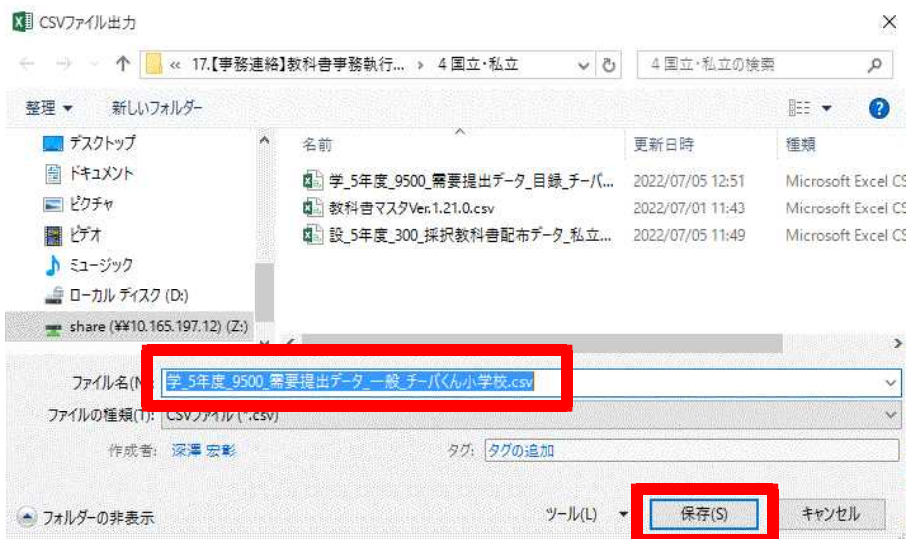 CSVファイル出力
« 17.【事務連絡】教科書事務執行... › 4 国立・私立
4 国立・私立の検索
整理 ▼ 新しいフォルダー
デスクトップ
ドキュメント
ピクチャ
ビデオ
ミュージック
ローカル ディスク (D:)
share (¥¥10.165.197.12) (Z:)
名前 更新日時 種類
学_5年度_9500_需要提出データ_目録_チーバ... 2022/07/05 12:51 Microsoft Excel CS
教科書マスタVer.1.21.0.csv 2022/07/01 11:43 Microsoft Excel CS
設_5年度_300_採択教科書配布データ_私立... 2022/07/05 11:49 Microsoft Excel CS
ファイル名(N 学_5年度_9500_需要提出データ_一般_チーバくん小学校.csv
ファイルの種類(T): CSVファイル (*.csv)
作成者: 深澤 宏彰 タグ: タグの追加
フォルダーの非表示 ツール(L) ▼ 保存(S) キャンセル